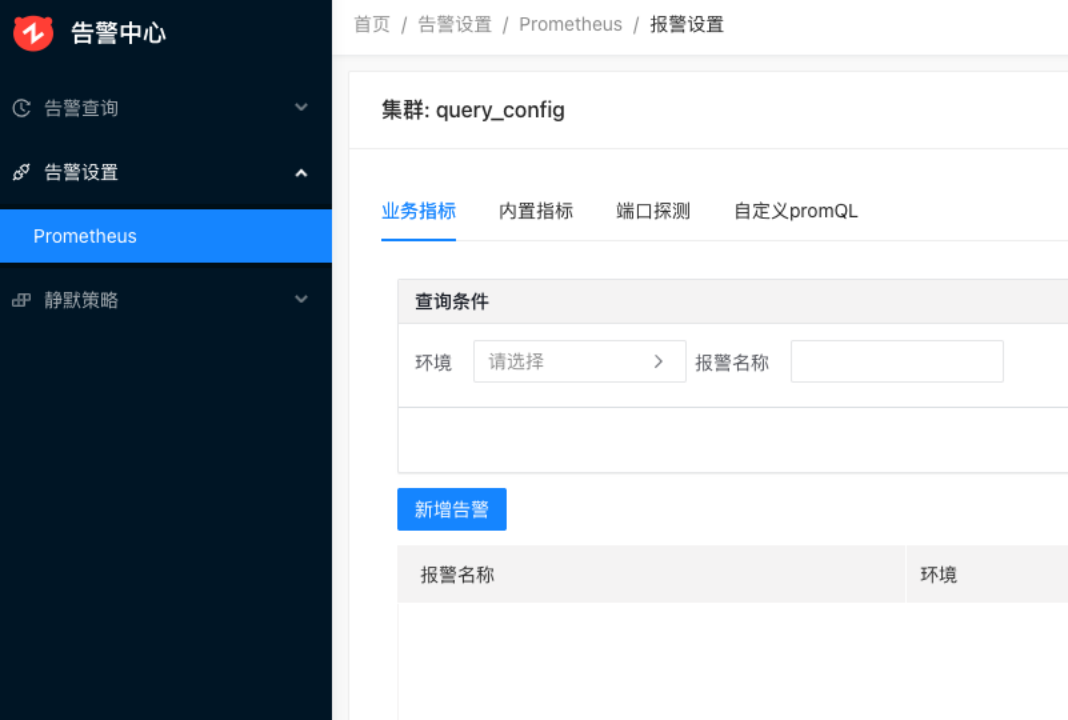 告警中心
告警查询
告警设置
Prometheus
静默策略
首页 / 告警设置 / Prometheus / 报警设置
集群: query_config
业务指标 内置指标 端口探测 自定义promQL
查询条件
环境 请选择 报警名称
新增告警
报警名称 环境